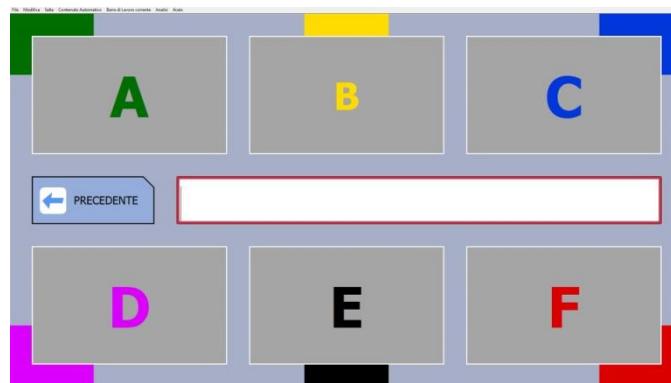 File Modifica Salta Contenuto Automatico Barra di Lavoro corrente Analisi Aiuto
A B C
PRECEDENTE
D E F